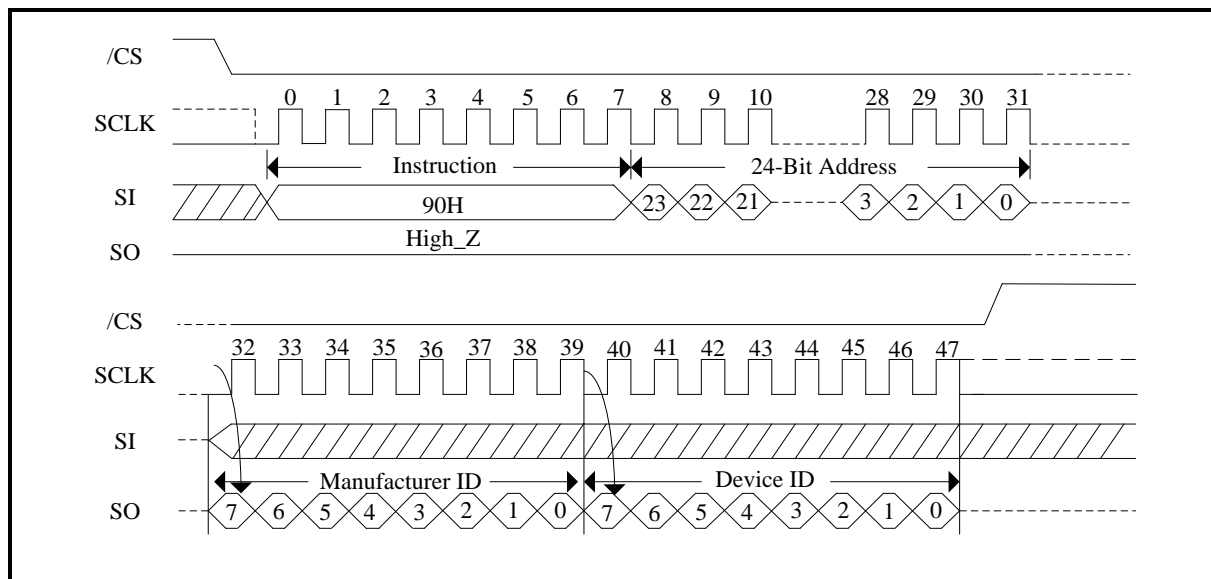 /CS
0 1 2 3 4 5 6 7 8 9 10 28 29 30 31
SCLK
Instruction 24-Bit Address
SI 90H 23 22 21 3 2 1 0
High_Z
SO
/CS
32 33 34 35 36 37 38 39 40 41 42 43 44 45 46 47
SCLK
SI
Manufacturer ID Device ID
SO 7 6 5 4 3 2 1 0 7 6 5 4 3 2 1 0